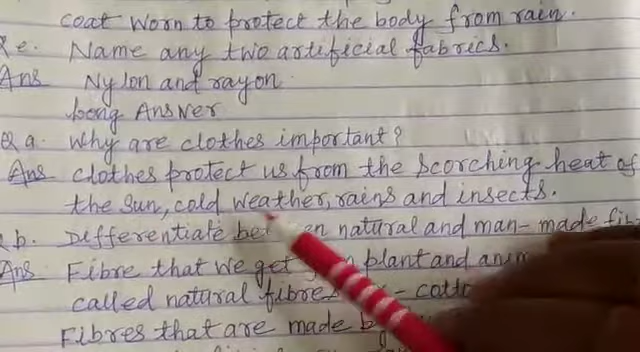 coat worn to protect the body from rain.
Q e. Name any two artificial fabrics.
Ans Nylon and rayon
long Answer
Q a. Why are clothes important?
Ans clothes protect us from the scorching heat of
the sun, cold weather, rains and insects.
b. Differentiate natural and man-made
Ans Fibre that we get plant and
called natural fibre - 
Fibres that are made